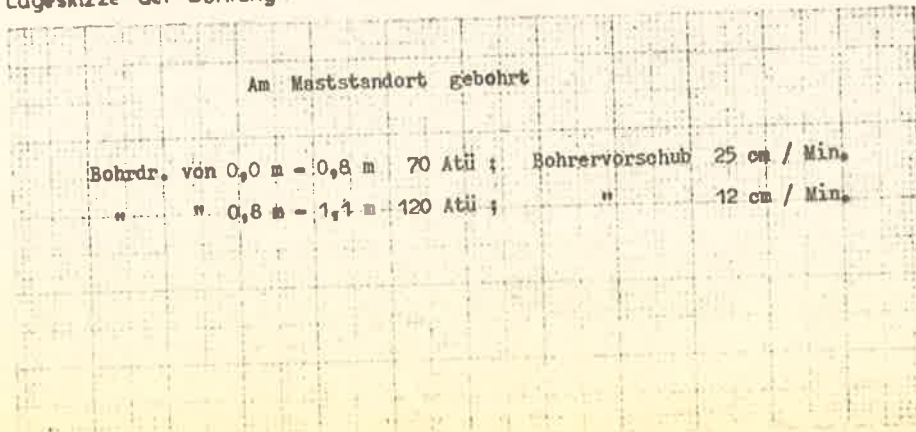 Lageskizze der Bohrung
Am Maststandort gebohrt
Bohrdr. von 0,0 m - 0,8 m 70 Atü ; Bohrervorschub 25 cm / Min.
" " 0,8 m - 1,1 m 120 Atü ; " 12 cm / Min.